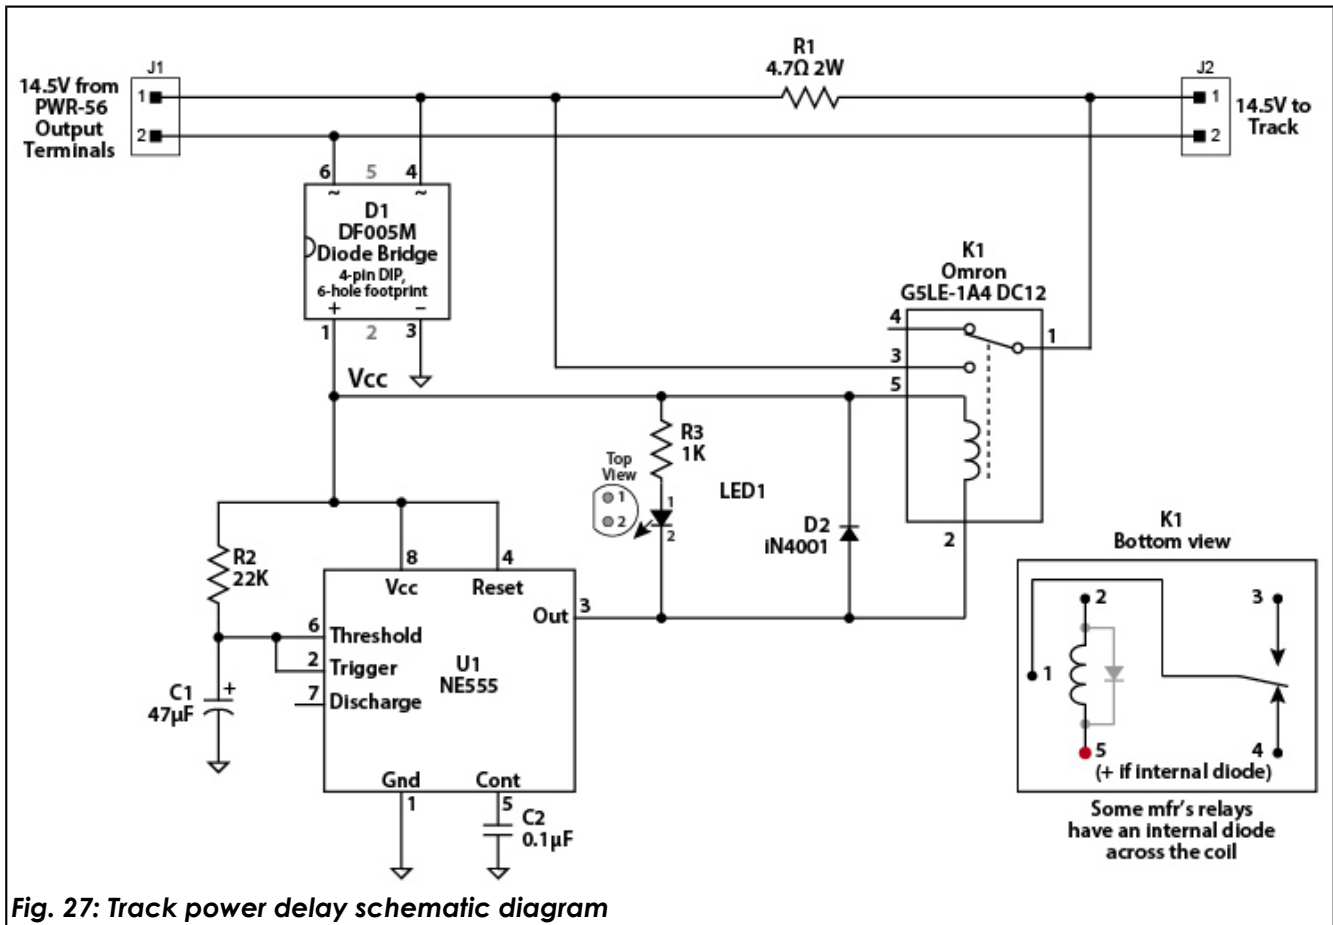 J1
14.5V from
PWR-56
Output
Terminals
1
2
R1
4.7Ω 2W
J2
1
2
14.5V to
Track
6
5
4
~
~
D1
DF005M
Diode Bridge
4-pin DIP,
6-hole footprint
+
–
1
2
3
Vcc
K1
Omron
G5LE-1A4 DC12
4
3
5
1
2
R3
1K
Top
View
1
2
1
2
LED1
D2
iN4001
R2
22K
C1
47µF
+
8
4
Vcc
Reset
Out
3
6
Threshold
2
Trigger
7
Discharge
U1
NE555
Gnd
Cont
1
5
C2
0.1µF
K1
Bottom view
2
3
1
5
4
(+ if internal diode)
Some mfr's relays
have an internal diode
across the coil
Fig. 27: Track power delay schematic diagram